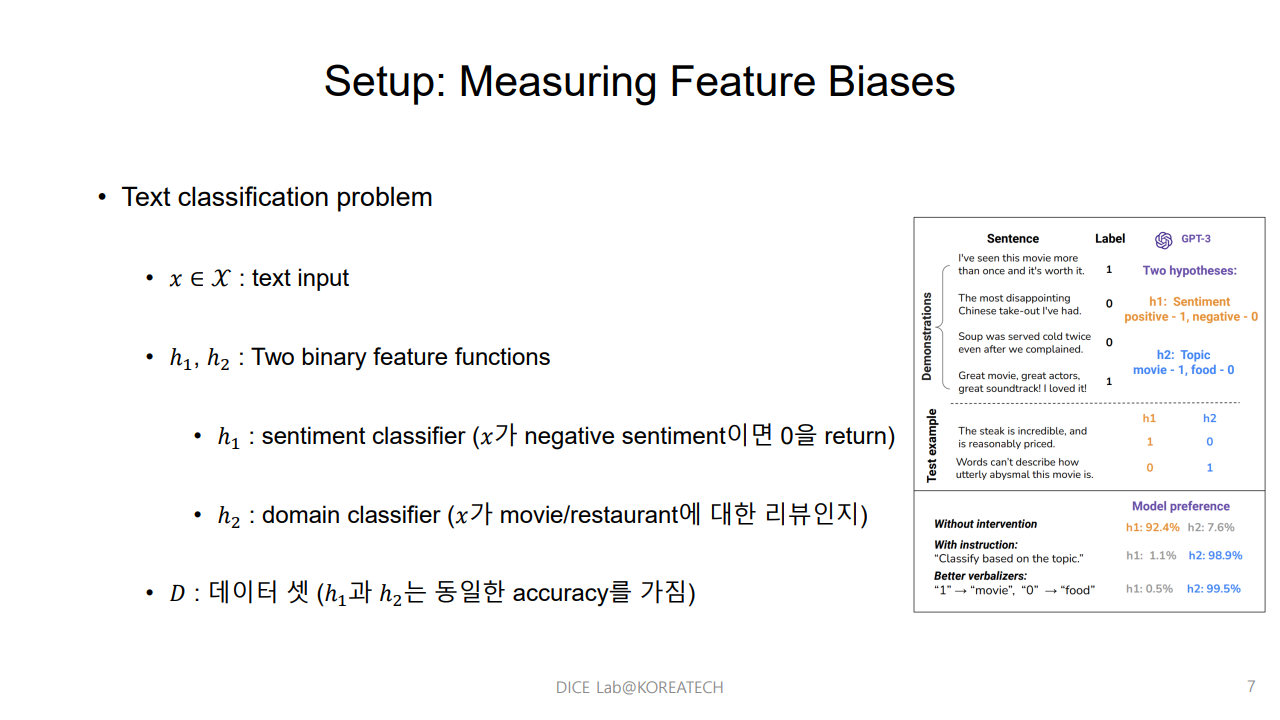 Setup: Measuring Feature Biases
• Text classification problem
• 𝑥 ∈ 𝒳 : text input
• ℎ₁, ℎ₂ : Two binary feature functions
• ℎ₁ : sentiment classifier (𝑥가 negative sentiment이면 0을 return)
• ℎ₂ : domain classifier (𝑥가 movie/restaurant에 대한 리뷰인지)
• 𝐷 : 데이터 셋 (ℎ₁과 ℎ₂는 동일한 accuracy를 가짐)
Sentence Label GPT-3
Demonstrations
I've seen this movie more
than once and it's worth it. 1
Two hypotheses:
The most disappointing
Chinese take-out I've had. 0
h1: Sentiment
positive - 1, negative - 0
Soup was served cold twice
even after we complained. 0
h2: Topic
movie - 1, food - 0
Great movie, great actors,
great soundtrack! I loved it! 1
Test example
h1 h2
The steak is incredible, and
is reasonably priced. 1 0
Words can't describe how
utterly abysmal this movie is. 0 1
Model preference
Without intervention h1: 92.4% h2: 7.6%
With instruction:
“Classify based on the topic.” h1: 1.1% h2: 98.9%
Better verbalizers:
“1” → “movie”, “0” → “food” h1: 0.5% h2: 99.5%
DICE Lab@KOREATECH
7